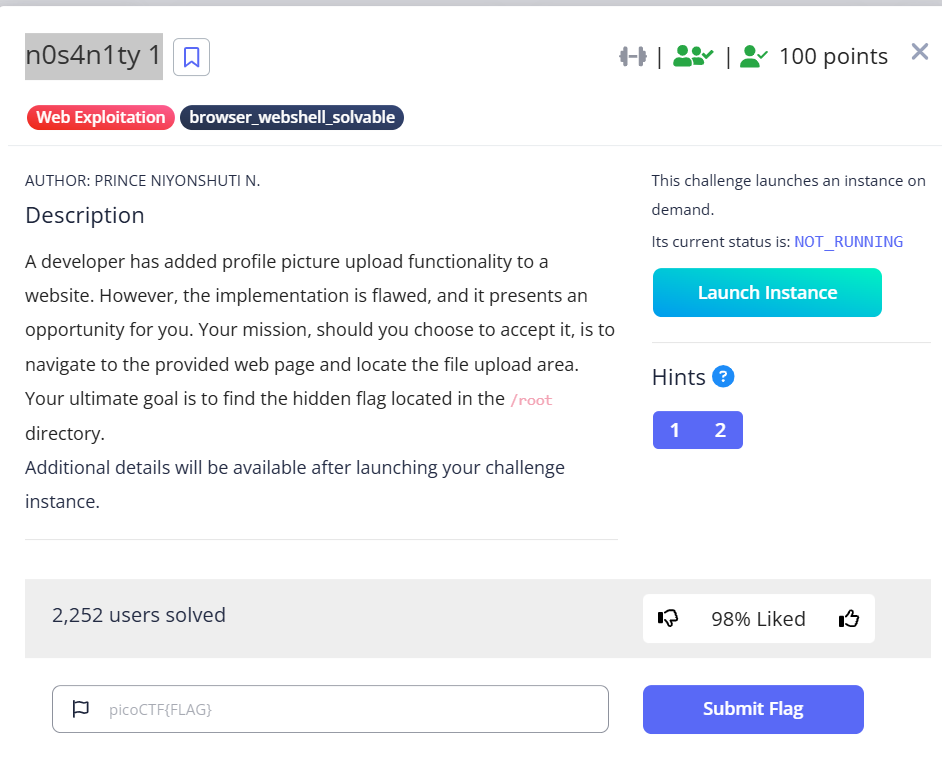 n0s4n1ty 1
| | 100 points
Web Exploitation browser_webshell_solvable
AUTHOR: PRINCE NIYONSHUTI N.
Description
A developer has added profile picture upload functionality to a
website. However, the implementation is flawed, and it presents an
opportunity for you. Your mission, should you choose to accept it, is to
navigate to the provided web page and locate the file upload area.
Your ultimate goal is to find the hidden flag located in the /root
directory.
Additional details will be available after launching your challenge
instance.
This challenge launches an instance on
demand.
Its current status is: NOT_RUNNING
Launch Instance
Hints ?
1 2
2,252 users solved
98% Liked
picoCTF{FLAG}
Submit Flag